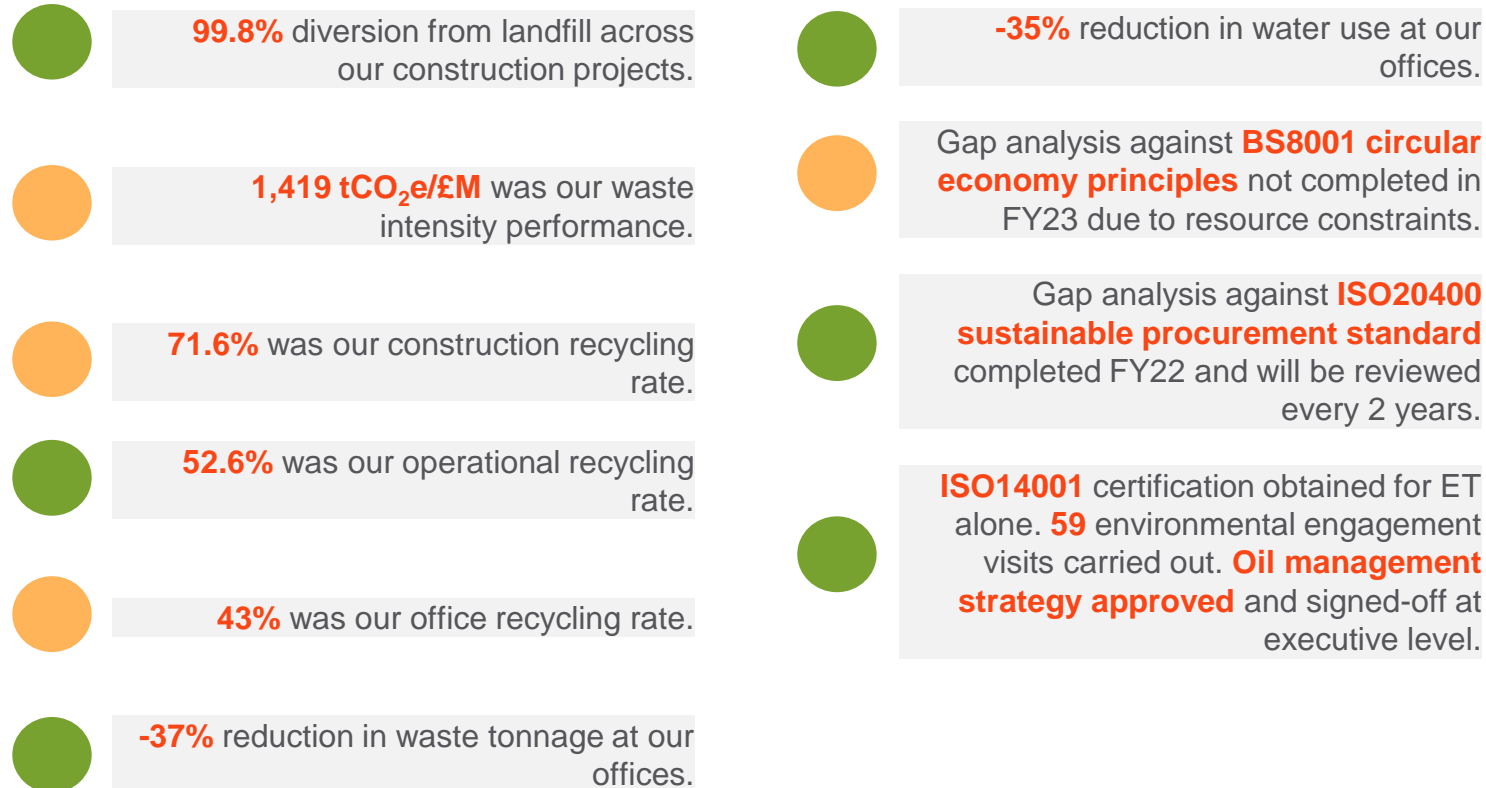 99.8% diversion from landfill across
our construction projects.
1,419 tCO₂e/£M was our waste
intensity performance.
71.6% was our construction recycling
rate.
52.6% was our operational recycling
rate.
43% was our office recycling rate.
-37% reduction in waste tonnage at our
offices.
-35% reduction in water use at our
offices.
Gap analysis against BS8001 circular
economy principles not completed in
FY23 due to resource constraints.
Gap analysis against ISO20400
sustainable procurement standard
completed FY22 and will be reviewed
every 2 years.
ISO14001 certification obtained for ET
alone. 59 environmental engagement
visits carried out. Oil management
strategy approved and signed-off at
executive level.